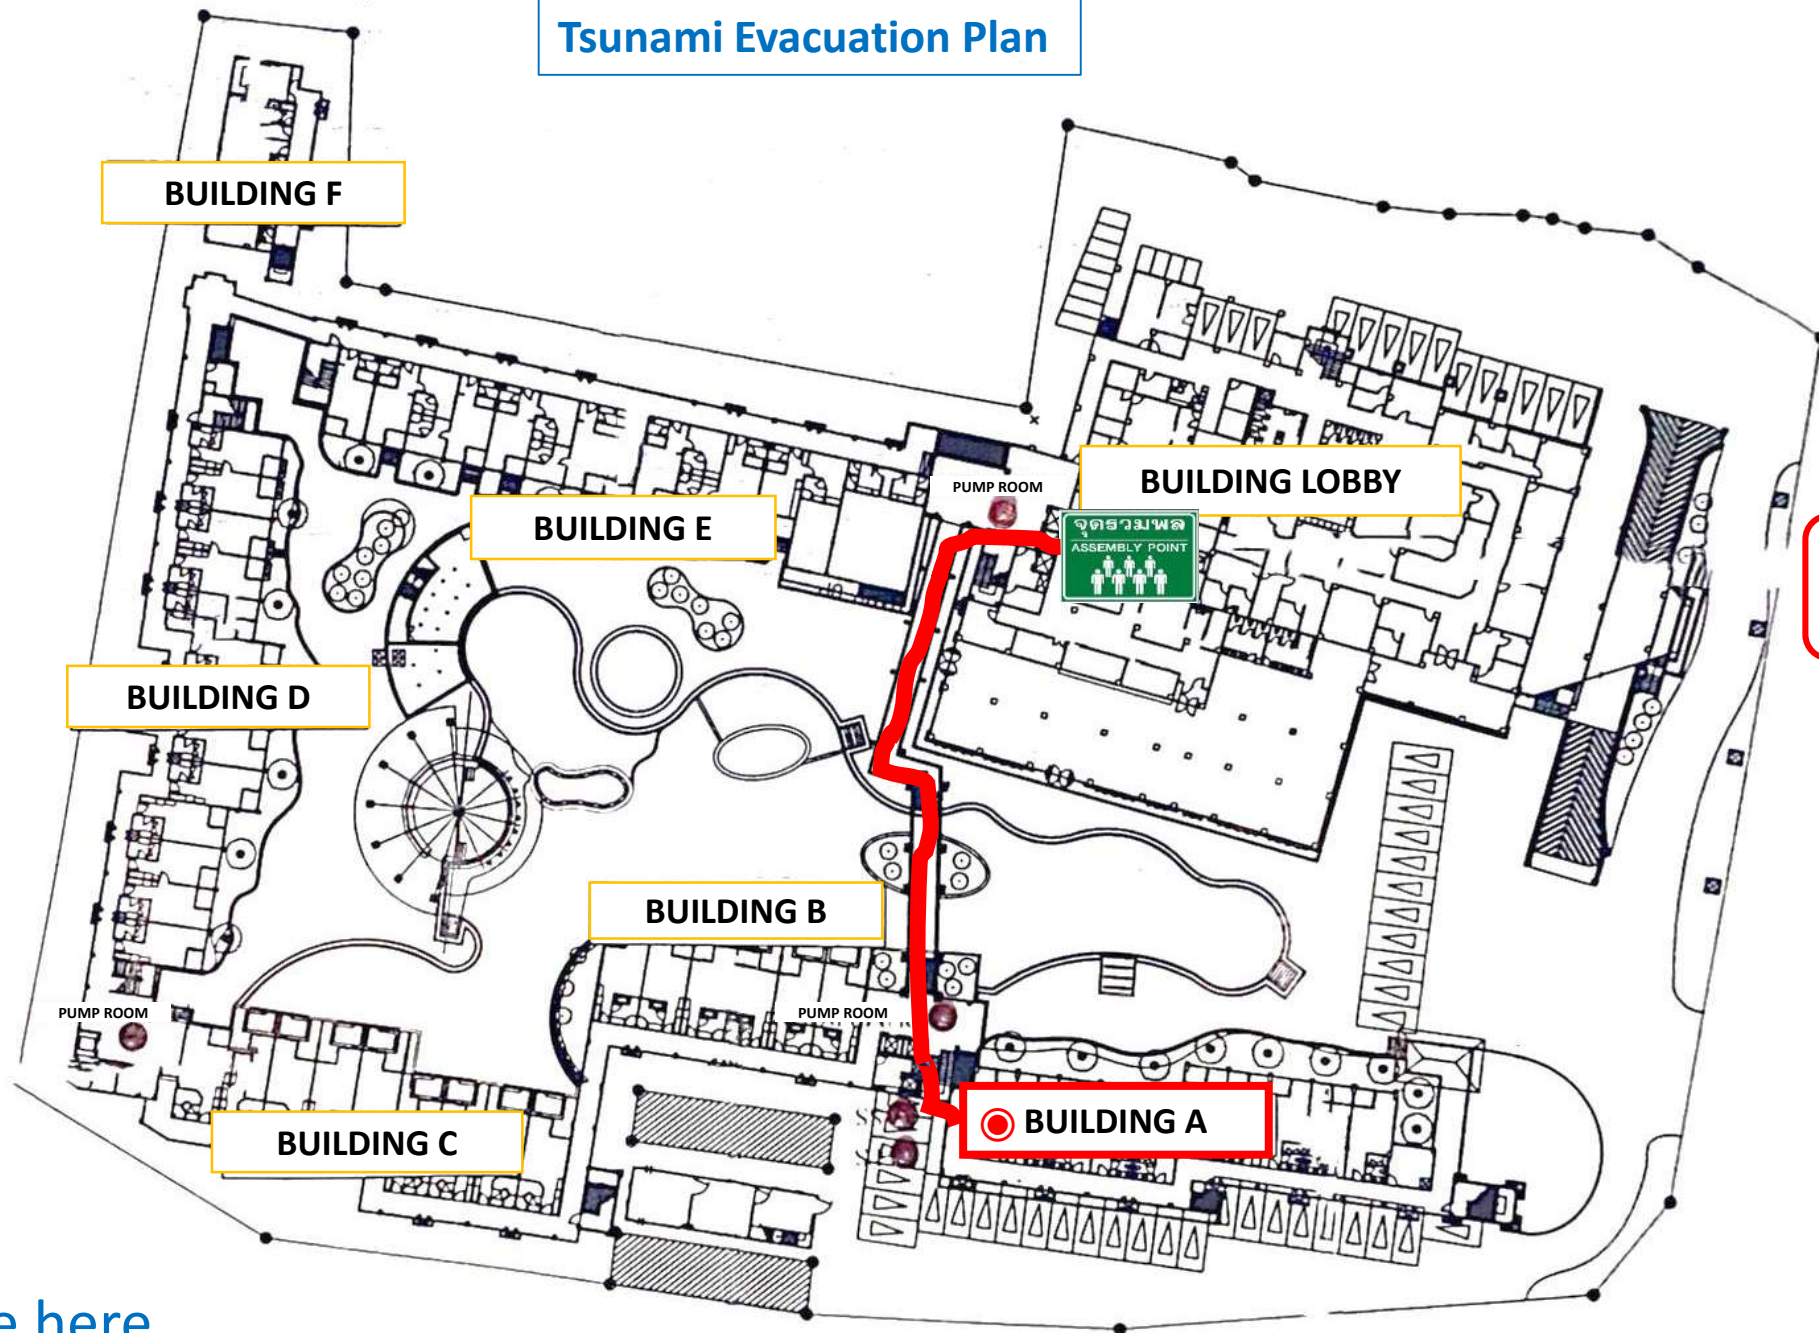 Tsunami Evacuation Plan
BUILDING F
PUMP ROOM
BUILDING LOBBY
BUILDING E
จุดรวมพล
ASSEMBLY POINT
BUILDING D
BUILDING B
PUMP ROOM
PUMP ROOM
BUILDING A
BUILDING C
e here